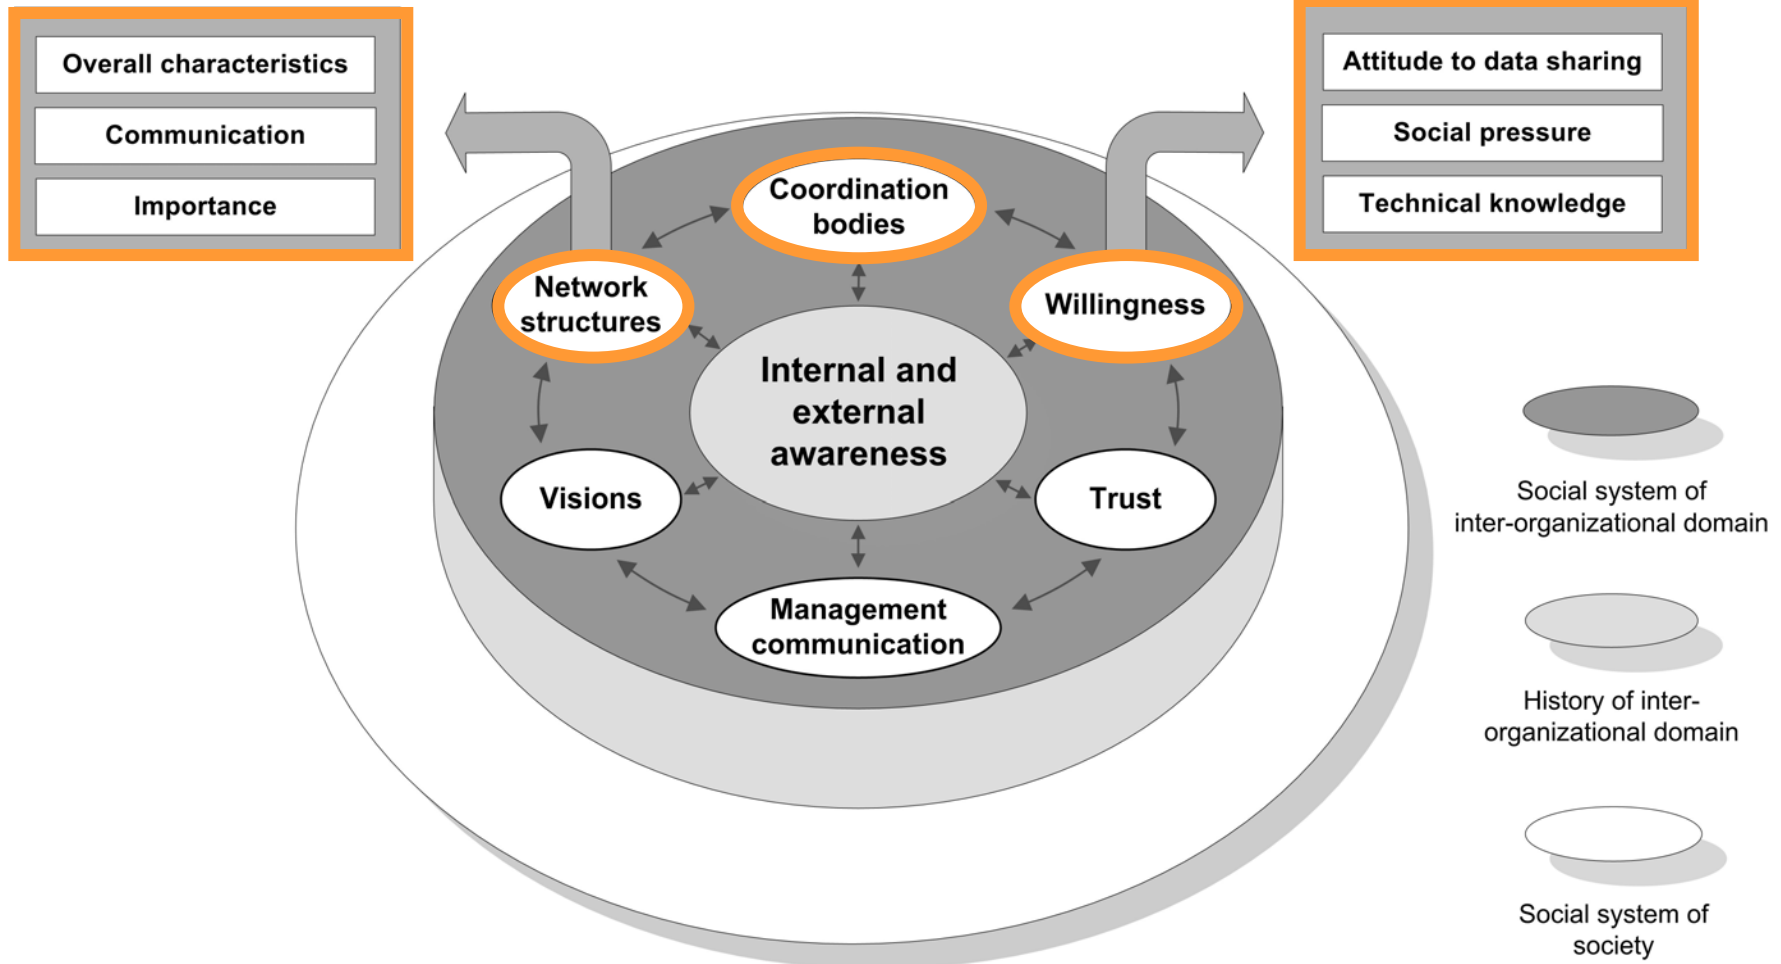 Overall characteristics
Communication
Importance
Attitude to data sharing
Social pressure
Technical knowledge
Coordination
bodies
Network
structures
Willingness
Internal and
external
awareness
Visions
Trust
Management
communication
Social system of
inter-organizational domain
History of inter-
organizational domain
Social system of
society